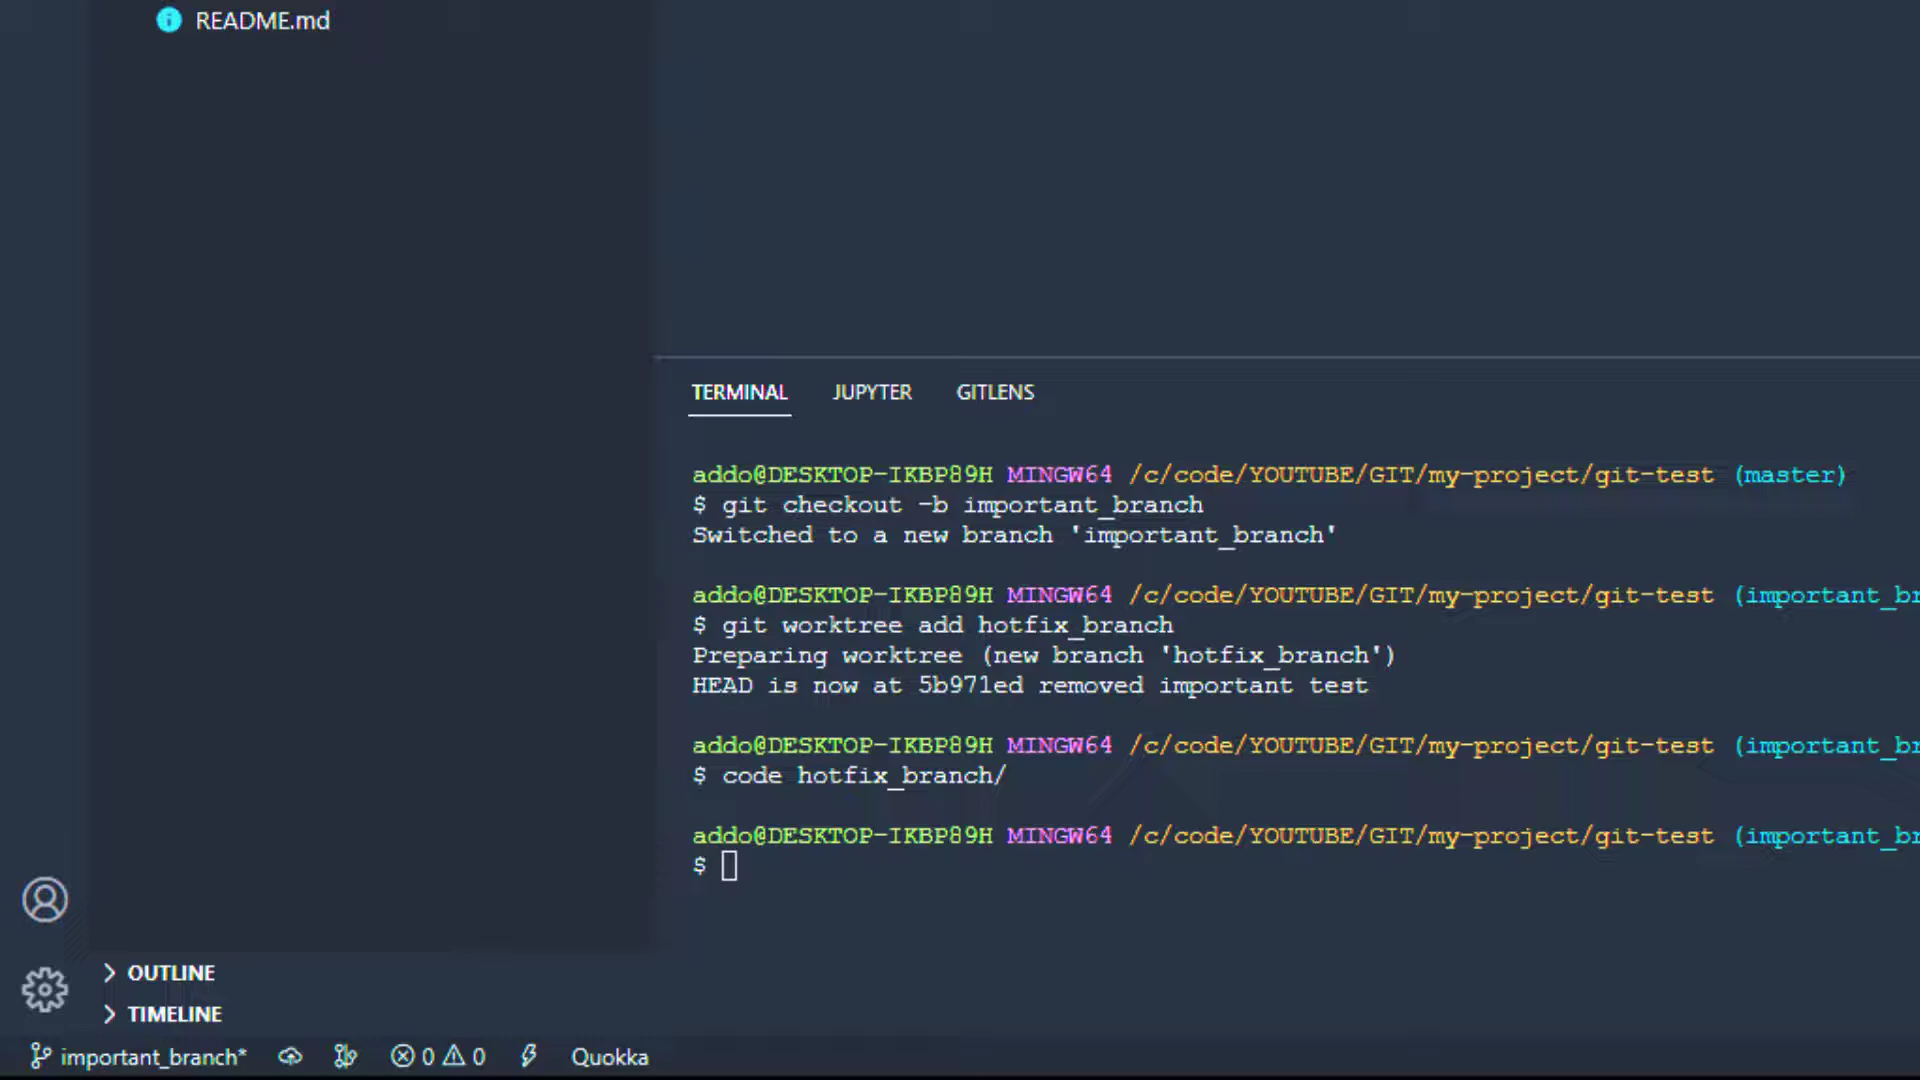 README.md
TERMINAL JUPYTER GITLENS
addo@DESKTOP-IKBP89H MINGW64 /c/code/YOUTUBE/GIT/my-project/git-test (master)
$ git checkout -b important_branch
Switched to a new branch 'important_branch'
addo@DESKTOP-IKBP89H MINGW64 /c/code/YOUTUBE/GIT/my-project/git-test (important_br
$ git worktree add hotfix_branch
Preparing worktree (new branch 'hotfix_branch')
HEAD is now at 5b971ed removed important test
addo@DESKTOP-IKBP89H MINGW64 /c/code/YOUTUBE/GIT/my-project/git-test (important_br
$ code hotfix_branch/
addo@DESKTOP-IKBP89H MINGW64 /c/code/YOUTUBE/GIT/my-project/git-test (important_br
$
OUTLINE
TIMELINE
important_branch* 0 0 Quokka